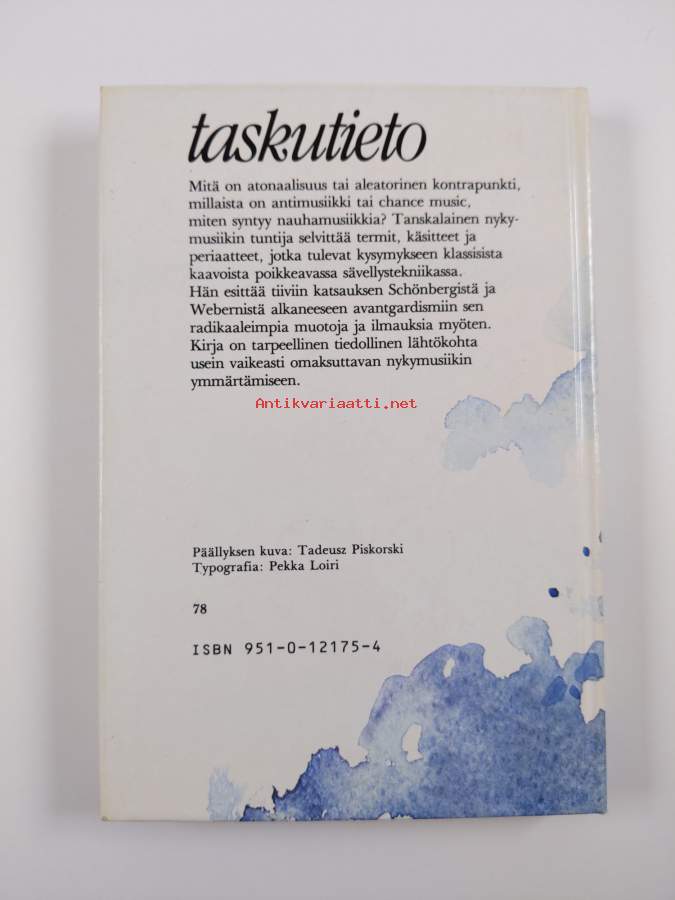 taskutieto
Mitä on atonaalisuus tai aleatorinen kontrapunkti,
millaista on antimusiikki tai chance music,
miten syntyy nauhamusiikkia? Tanskalainen nyky-
musiikin tuntija selvittää termit, käsitteet ja
periaatteet, jotka tulevat kysymykseen klassisista
kaavoista poikkeavassa sävellystekniikassa.
Hän esittää tiiviin katsauksen Schönbergistä ja
Webernistä alkaneeseen avantgardismiin sen
radikaaleimpia muotoja ja ilmauksia myöten.
Kirja on tarpeellinen tiedollinen lähtökohta
usein vaikeasti omaksuttavan nykymusiikin
ymmärtämiseen.
Antikvariaatti.net
Päällyksen kuva: Tadeusz Piskorski
Typografia: Pekka Loiri
78
ISBN 951-0-12175-4